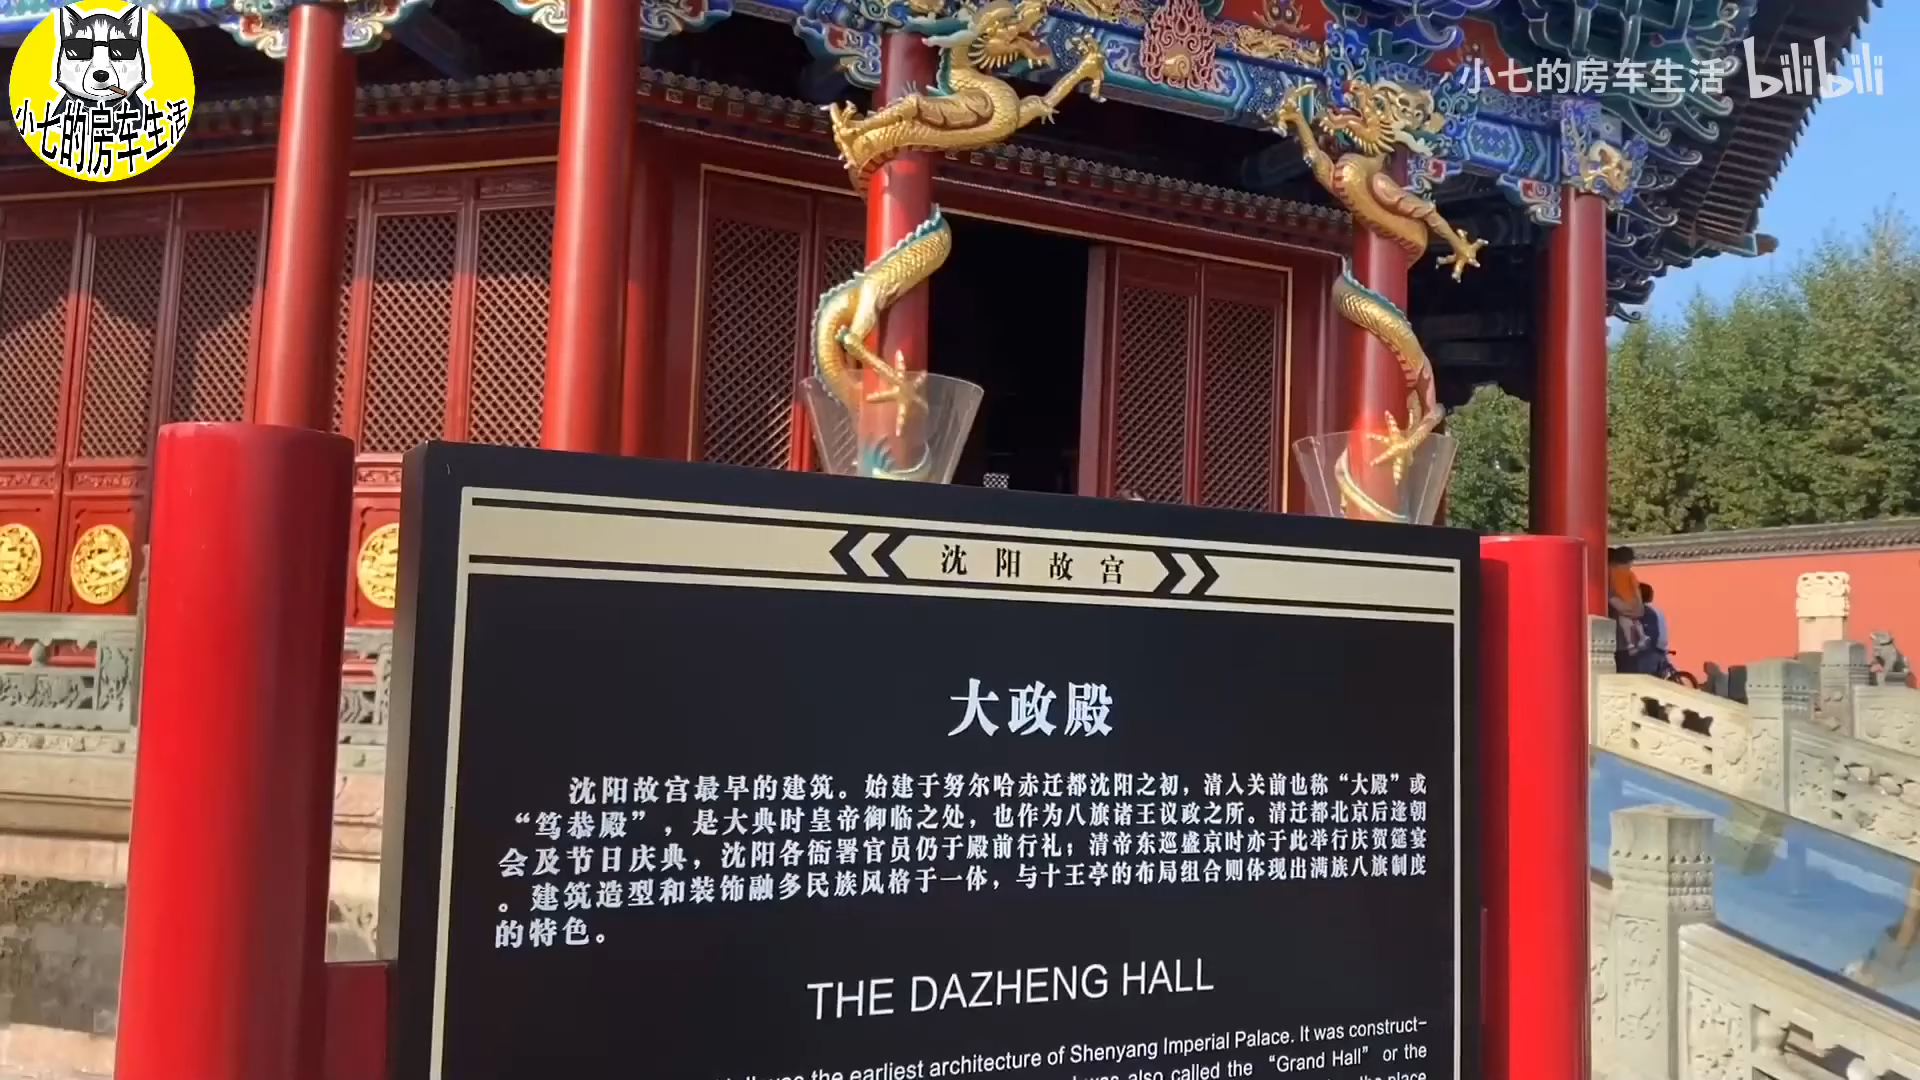 小七的房车生活
小七的房车生活 bilibili
沈阳故宫
大政殿
沈阳故宫最早的建筑。始建于努尔哈赤迁都沈阳之初，清入关前也称“大殿”或
“笃恭殿”，是大典时皇帝御临之处，也作为八旗诸王议政之所。清迁都北京后逢朝
会及节日庆典，沈阳各衙署官员仍于殿前行礼；清帝东巡盛京时亦于此举行庆贺筵宴
。建筑造型和装饰融多民族风格于一体，与十王亭的布局组合则体现出满族八旗制度
的特色。
THE DAZHENG HALL
was the earliest architecture of Shenyang Imperial Palace. It was construct-
was also called the “Grand Hall” or the
the place